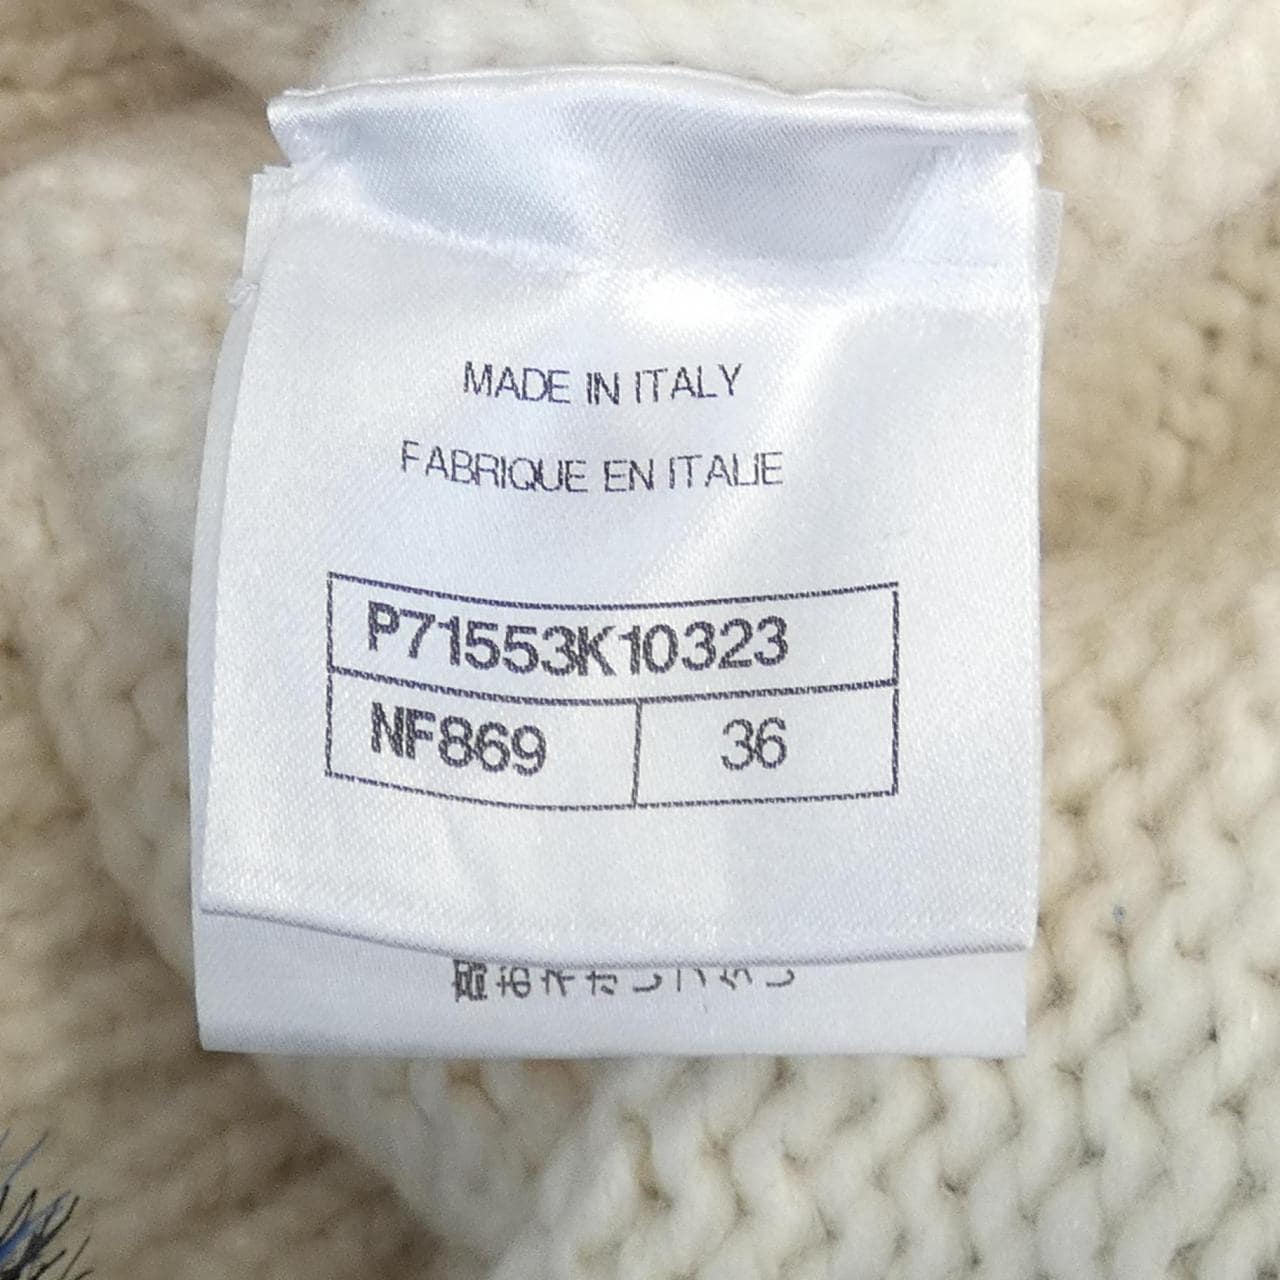 MADE IN ITALY
FABRIQUE EN ITALIE
P71553K10323
NF869 36